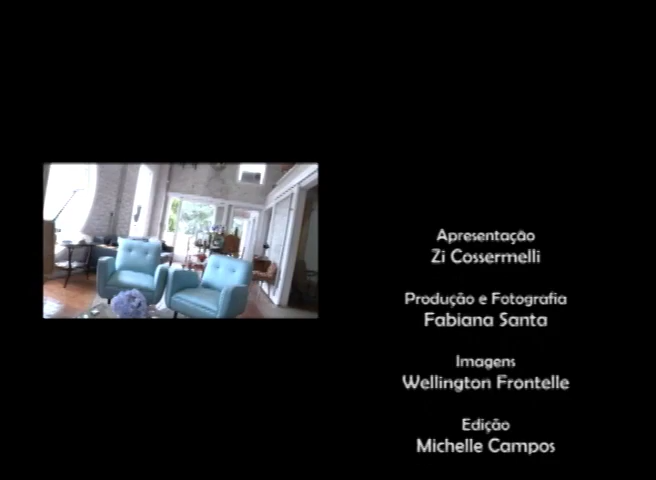 Apresentação
Zi Cossermelli
Produção e Fotografia
Fabiana Santa
Imagens
Wellington Frontelle
Edição
Michelle Campos